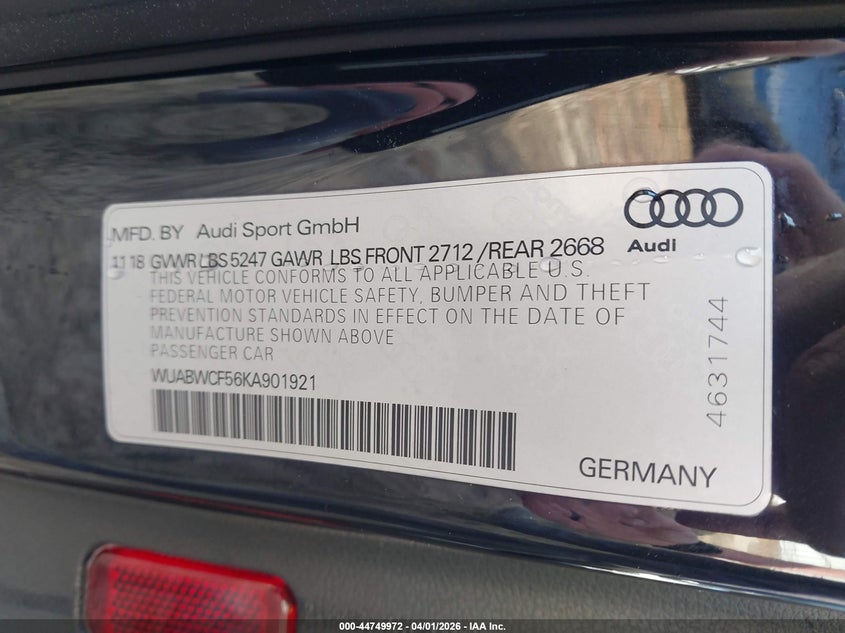 MFD. BY Audi Sport GmbH
Audi
11 18 GVWR LBS 5247 GAWR LBS FRONT 2712 /REAR 2668
THIS VEHICLE CONFORMS TO ALL APPLICABLE U.S.
FEDERAL MOTOR VEHICLE SAFETY, BUMPER AND THEFT
PREVENTION STANDARDS IN EFFECT ON THE DATE OF
MANUFACTURE SHOWN ABOVE
PASSENGER CAR
WUABWCF56KA901921
4631744
GERMANY
000-44749972 - 04/01/2026 - IAA Inc.